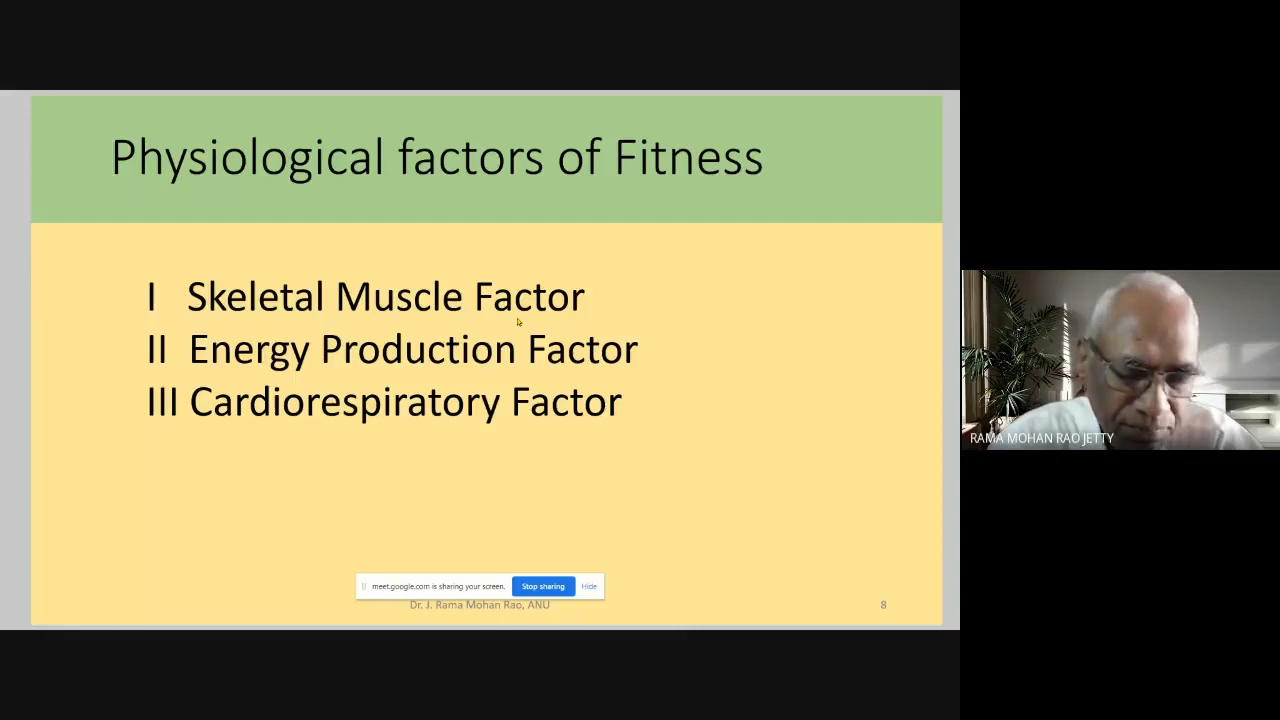 Physiological factors of Fitness
I Skeletal Muscle Factor
II Energy Production Factor
III Cardiorespiratory Factor
meet.google.com is sharing your screen. Stop sharing Hide
Dr. J. Rama Mohan Rao, ANU 8
RAMA MOHAN RAO JETTY